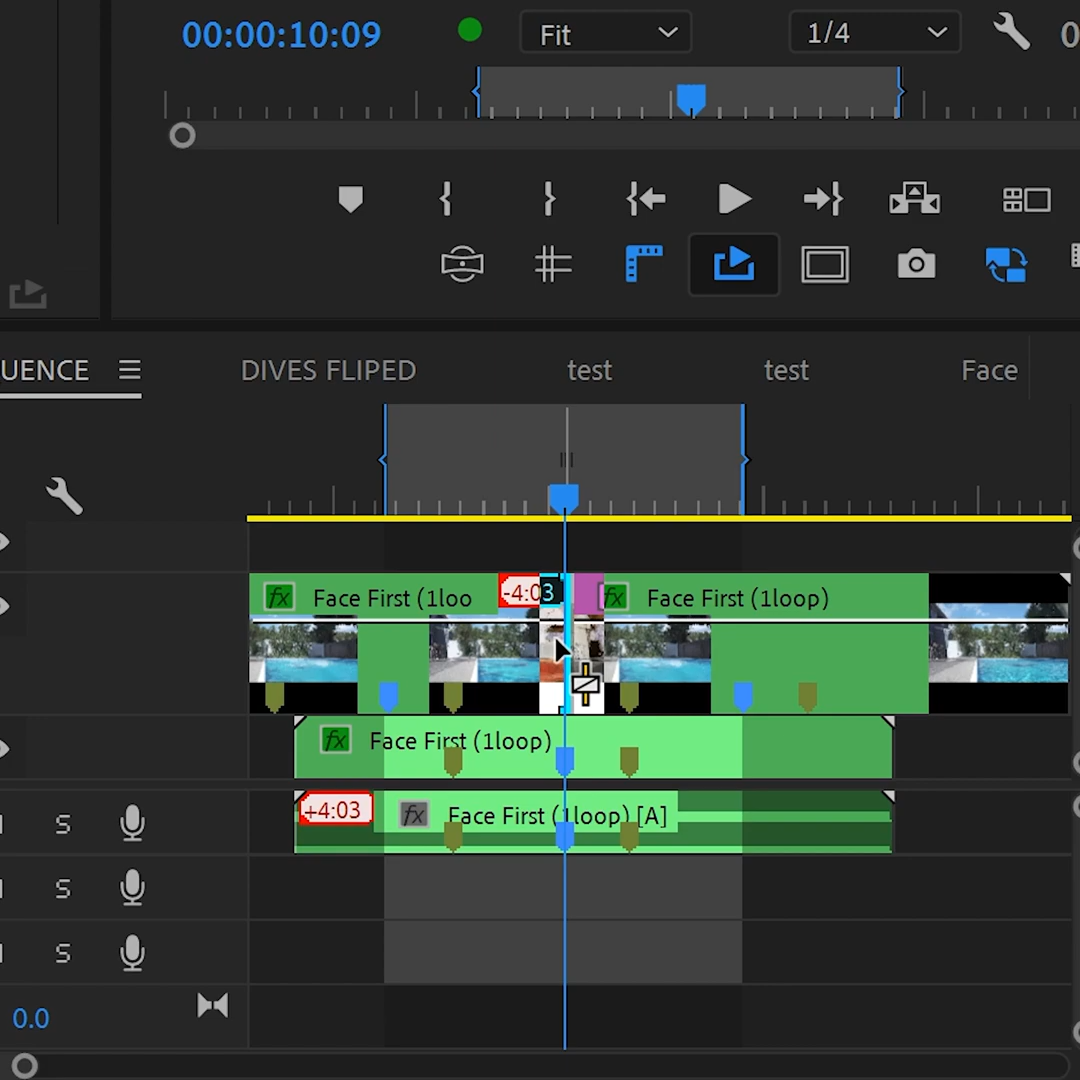 00:00:10:09 Fit 1/4 0
UENCE DIVES FLIPED test test Face
fx Face First (1loo -4:03 fx Face First (1loop)
fx Face First (1loop)
+4:03 fx Face First (1loop) [A]
S
S
S
0.0